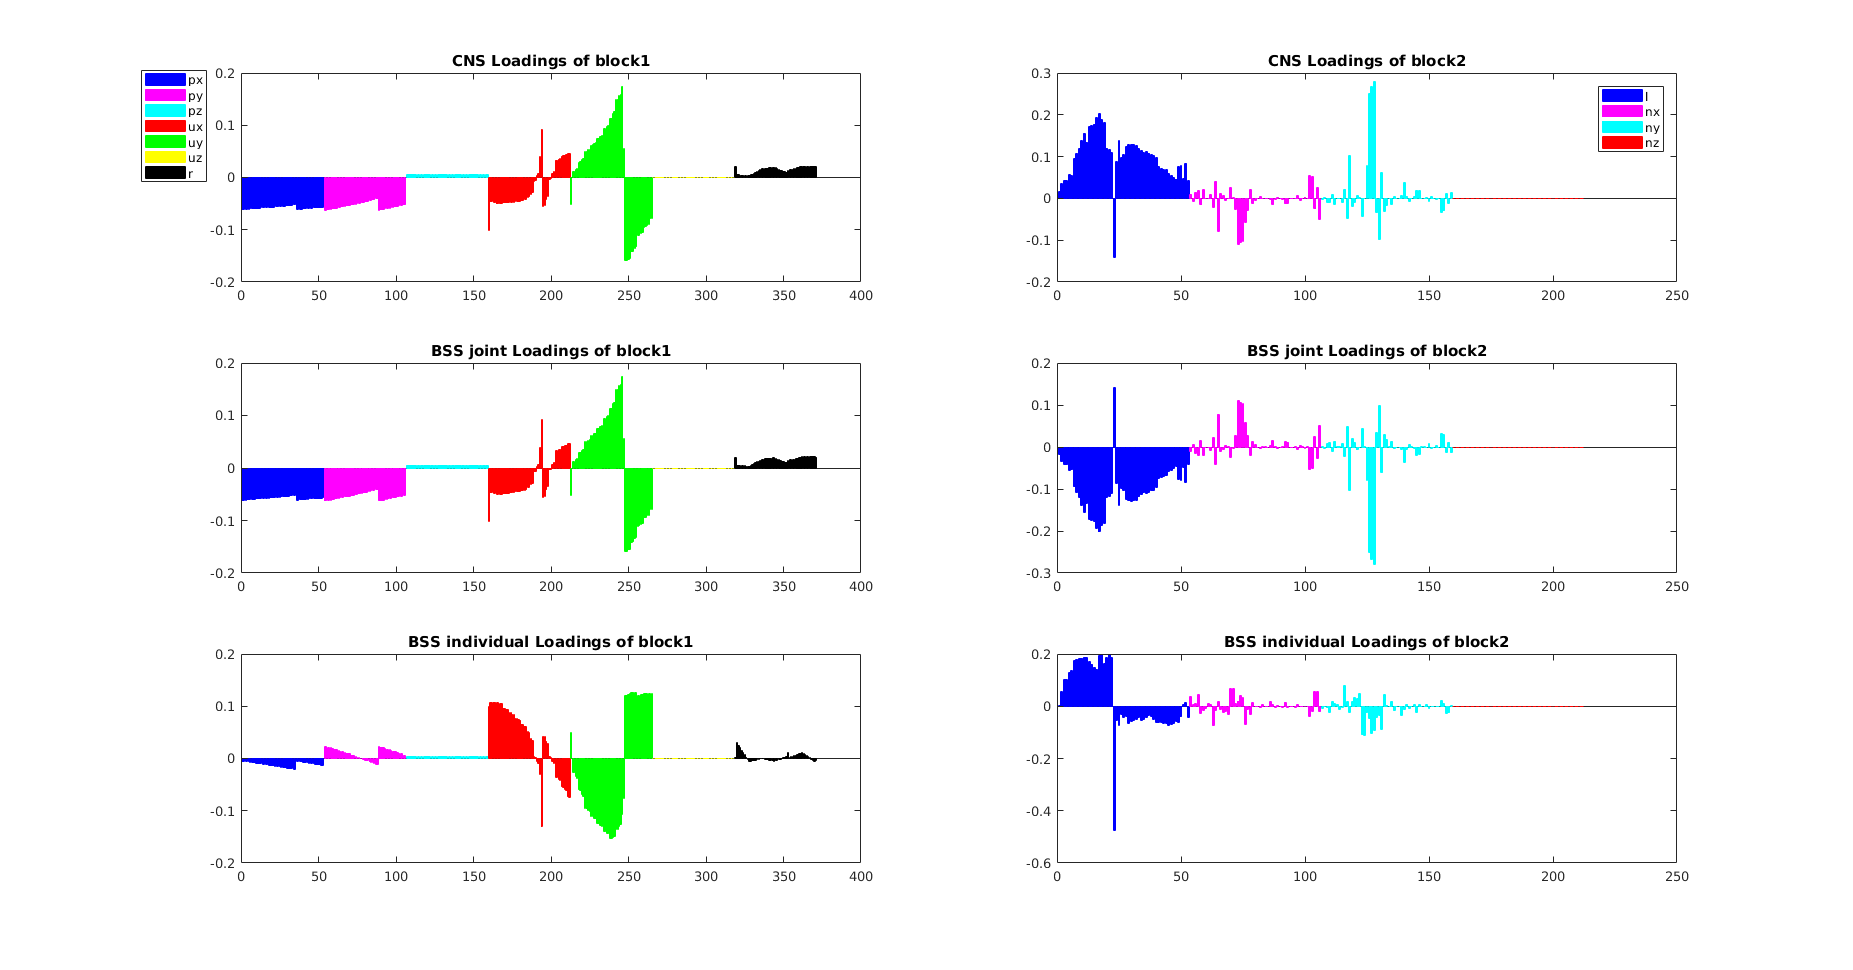 CNS Loadings of block1
px
py
pz
ux
uy
uz
r
0.2
0.1
0
-0.1
-0.2
0 50 100 150 200 250 300 350 400
CNS Loadings of block2
l
nx
ny
nz
0.3
0.2
0.1
0
-0.1
-0.2
0 50 100 150 200 250
BSS joint Loadings of block1
0.2
0.1
0
-0.1
-0.2
0 50 100 150 200 250 300 350 400
BSS joint Loadings of block2
0.2
0.1
0
-0.1
-0.2
-0.3
0 50 100 150 200 250
BSS individual Loadings of block1
0.2
0.1
0
-0.1
-0.2
0 50 100 150 200 250 300 350 400
BSS individual Loadings of block2
0.2
0
-0.2
-0.4
-0.6
0 50 100 150 200 250